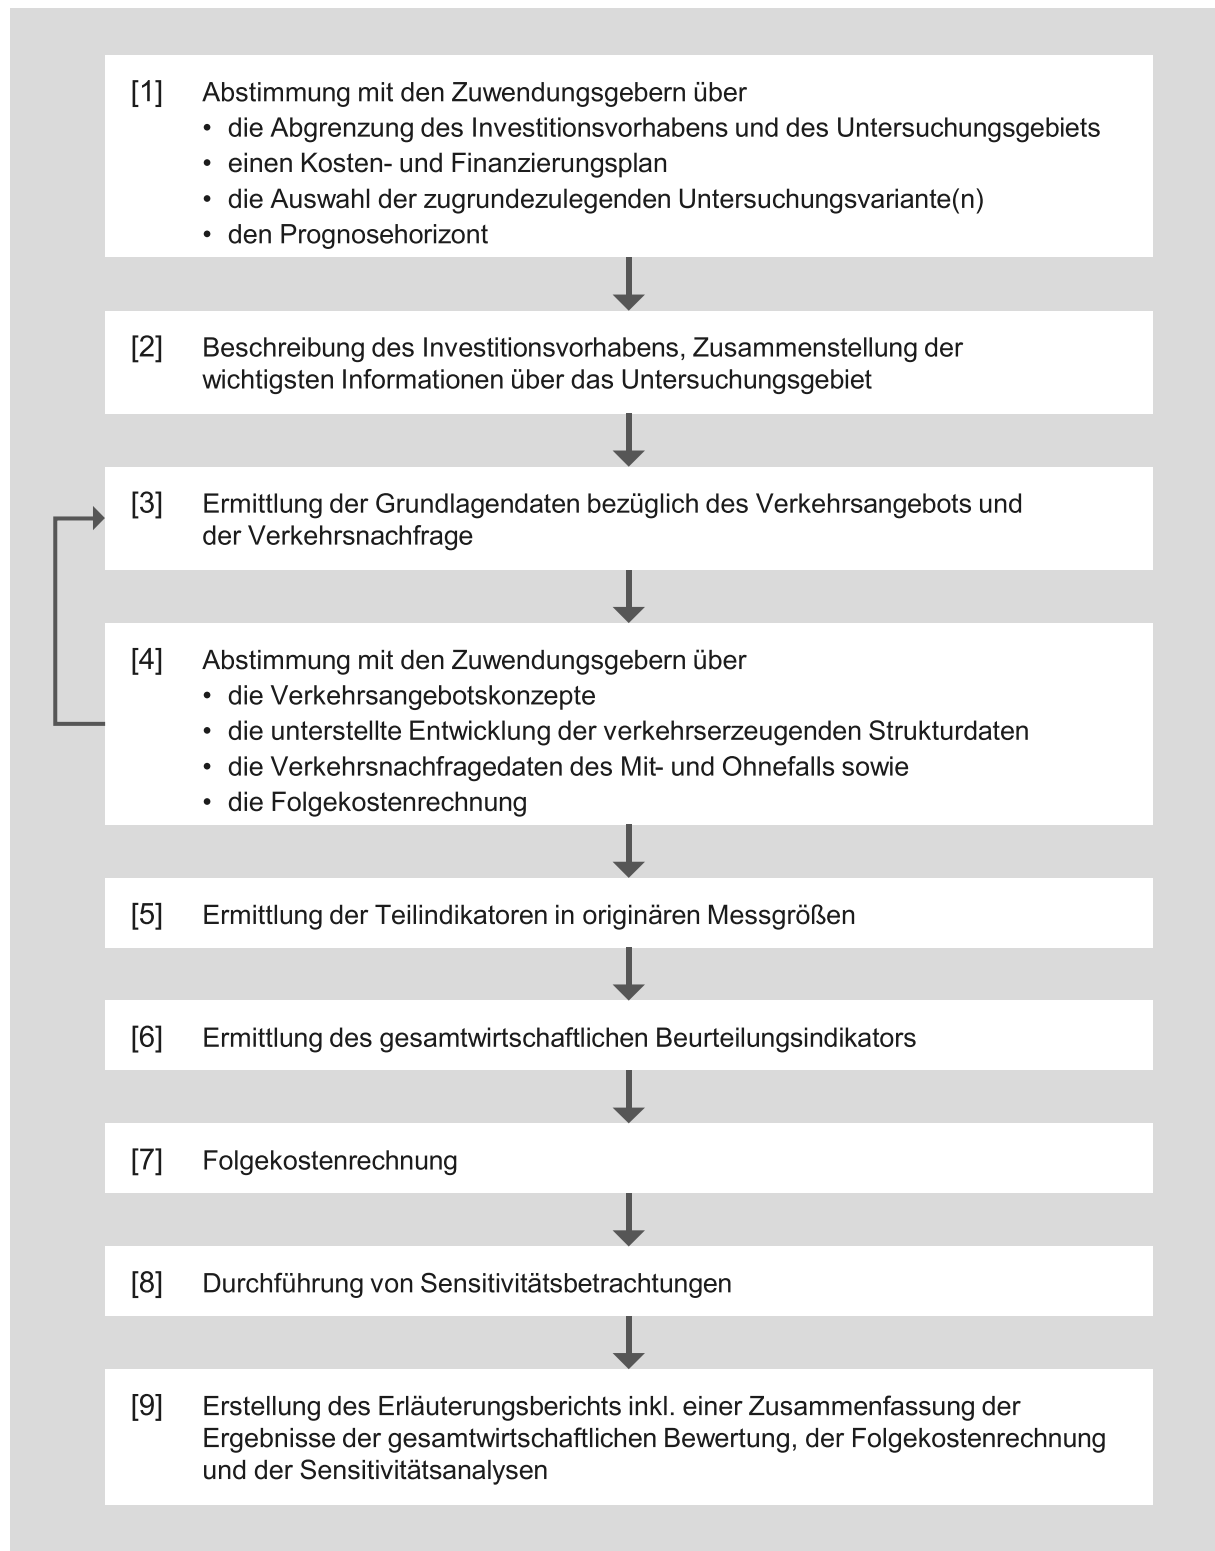 [1] Abstimmung mit den Zuwendungsgebern über
• die Abgrenzung des Investitionsvorhabens und des Untersuchungsgebiets
• einen Kosten- und Finanzierungsplan
• die Auswahl der zugrundezulegenden Untersuchungsvariante(n)
• den Prognosehorizont
[2] Beschreibung des Investitionsvorhabens, Zusammenstellung der
wichtigsten Informationen über das Untersuchungsgebiet
[3] Ermittlung der Grundlagendaten bezüglich des Verkehrsangebots und
der Verkehrsnachfrage
[4] Abstimmung mit den Zuwendungsgebern über
• die Verkehrsangebotskonzepte
• die unterstellte Entwicklung der verkehrserzeugenden Strukturdaten
• die Verkehrsnachfragedaten des Mit- und Ohnefalls sowie
• die Folgekostenrechnung
[5] Ermittlung der Teilindikatoren in originären Messgrößen
[6] Ermittlung des gesamtwirtschaftlichen Beurteilungsindikators
[7] Folgekostenrechnung
[8] Durchführung von Sensitivitätsbetrachtungen
[9] Erstellung des Erläuterungsberichts inkl. einer Zusammenfassung der
Ergebnisse der gesamtwirtschaftlichen Bewertung, der Folgekostenrechnung
und der Sensitivitätsanalysen